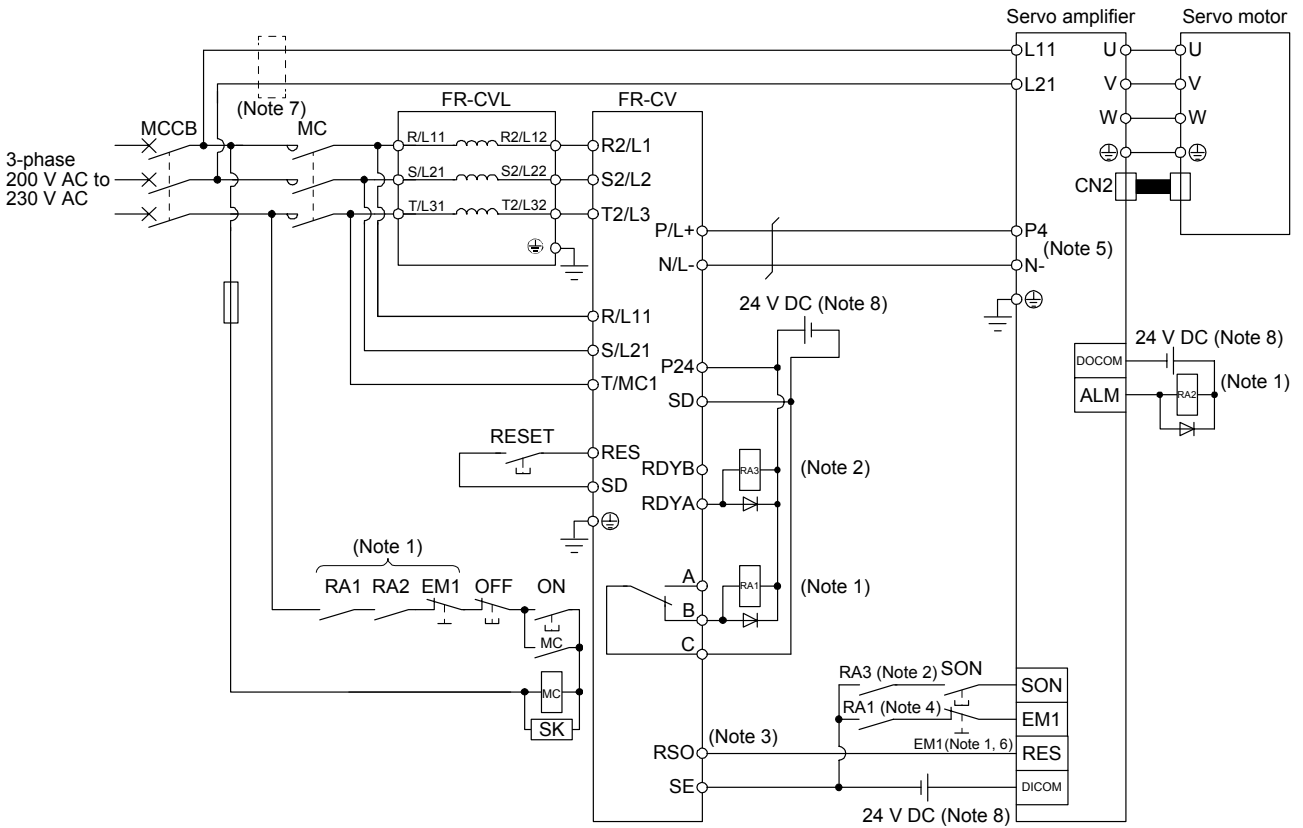 Servo amplifier
Servo motor
L11
U
U
L21
V
V
(Note 7)
FR-CVL
FR-CV
MCCB
MC
W
W
R/L11
R2/L12
R2/L1
3-phase
200 V AC to
230 V AC
S/L21
S2/L22
S2/L2
CN2
T/L31
T2/L32
T2/L3
P/L+
P4
(Note 5)
N/L-
N-
24 V DC (Note 8)
R/L11
24 V DC (Note 8)
S/L21
DOCOM
P24
T/MC1
(Note 1)
SD
ALM
RA2
RESET
RES
RDYB
RA3
(Note 2)
SD
RDYA
(Note 1)
RA1
RA2
EM1
OFF
ON
A
RA1
(Note 1)
B
MC
C
RA3 (Note 2)
SON
SON
MC
RA1 (Note 4)
EM1
SK
(Note 3)
EM1(Note 1, 6)
RSO
RES
SE
DICOM
24 V DC (Note 8)